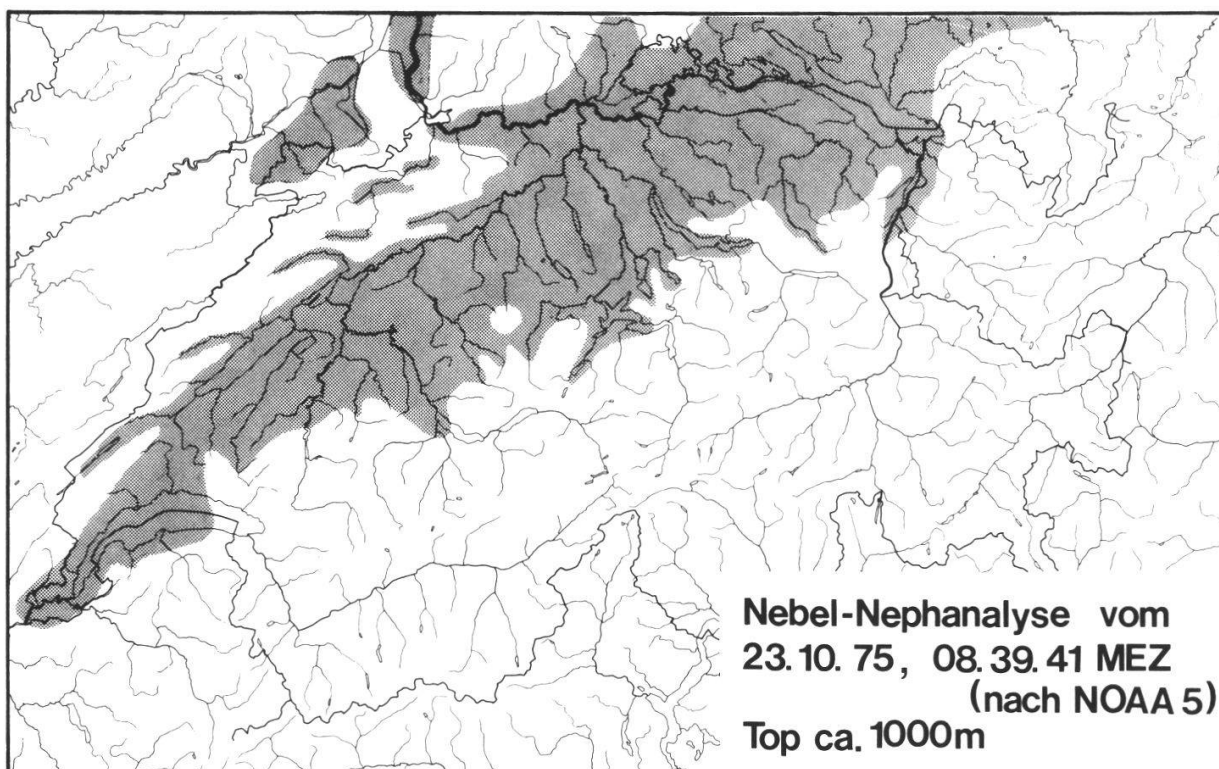 Nebel-Nephanalyse vom
23.10.75, 08.39.41 MEZ
(nach NOAA 5)
Top ca. 1000m